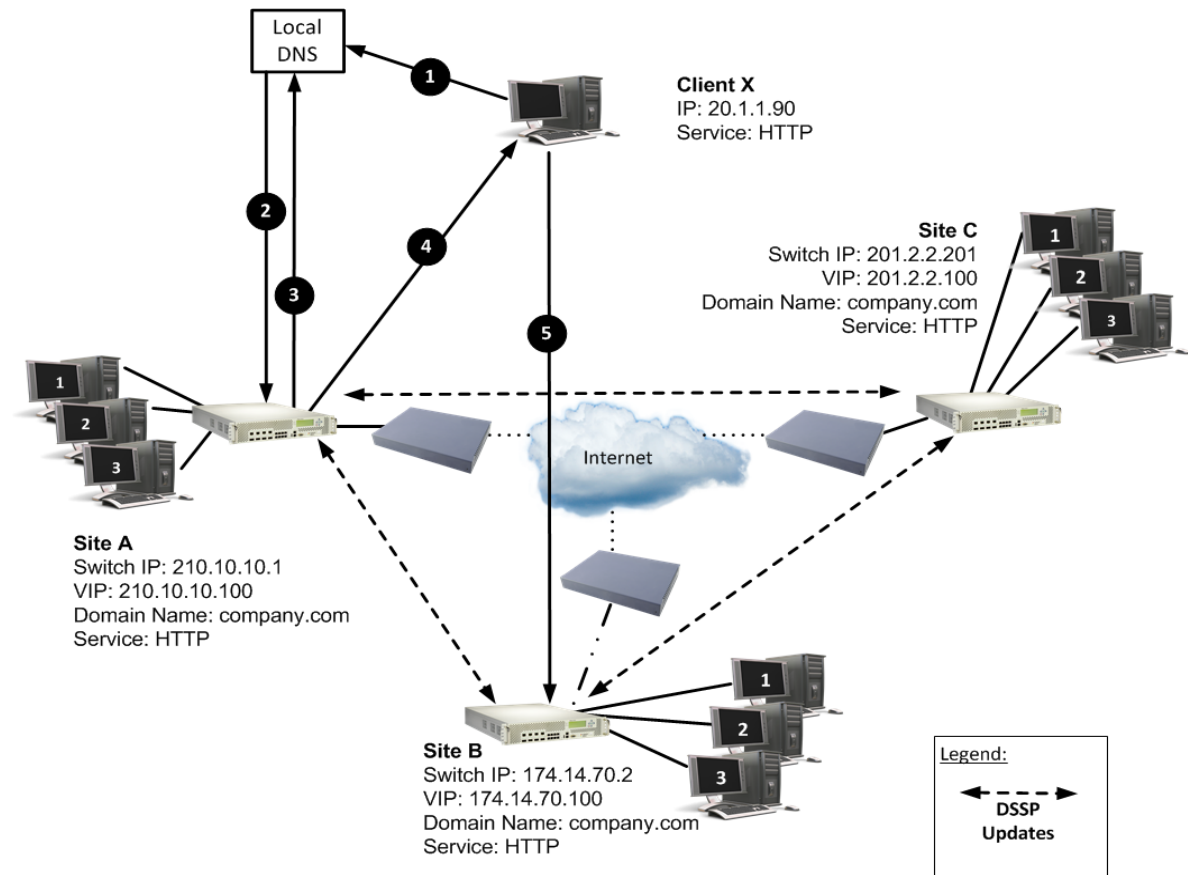 Local
DNS
1
Client X
IP: 20.1.1.90
Service: HTTP
2
3
4
5
Site C
Switch IP: 201.2.2.201
VIP: 201.2.2.100
Domain Name: company.com
Service: HTTP
1
2
3
1
2
3
Internet
Site A
Switch IP: 210.10.10.1
VIP: 210.10.10.100
Domain Name: company.com
Service: HTTP
1
2
3
Site B
Switch IP: 174.14.70.2
VIP: 174.14.70.100
Domain Name: company.com
Service: HTTP
Legend:
DSSP
Updates